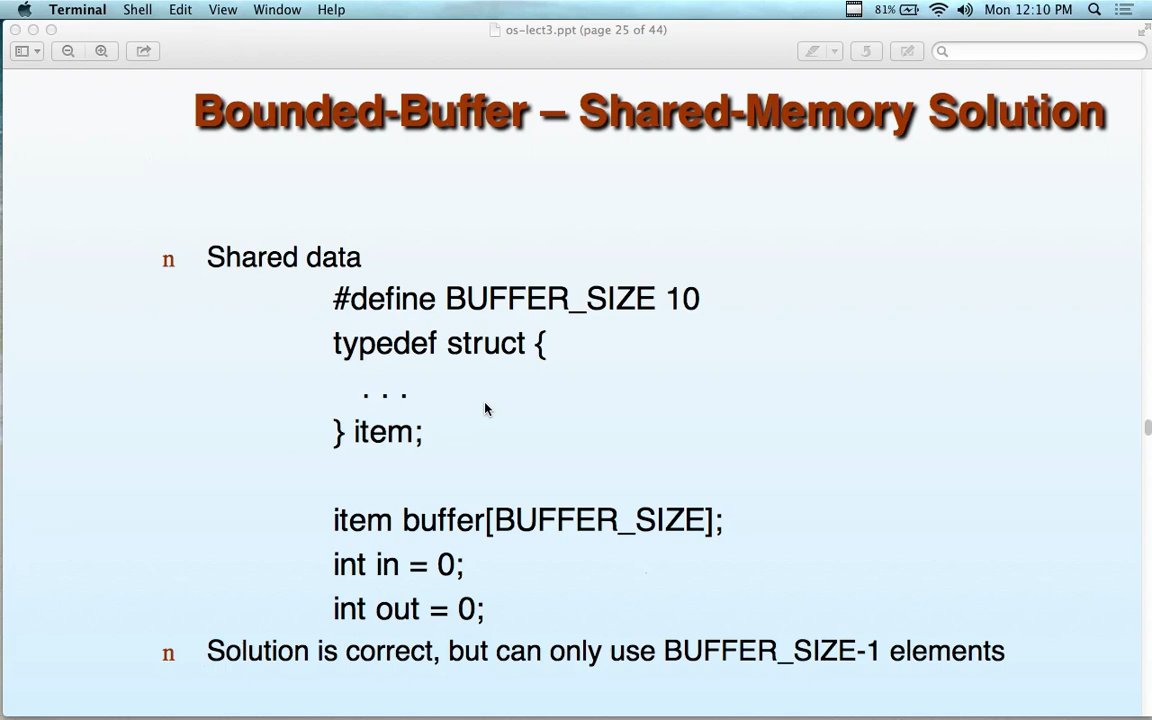 Terminal Shell Edit View Window Help 81% Mon 12:10 PM
os-lect3.ppt (page 25 of 44)
Bounded-Buffer – Shared-Memory Solution
n Shared data
#define BUFFER_SIZE 10
typedef struct {
. . .
} item;
item buffer[BUFFER_SIZE];
int in = 0;
int out = 0;
n Solution is correct, but can only use BUFFER_SIZE-1 elements